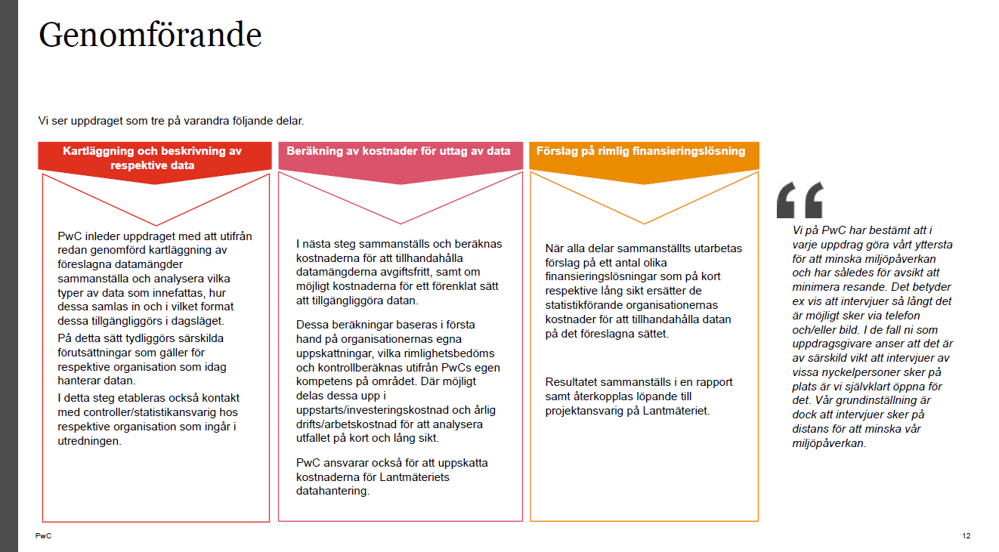 Genomförande
Vi ser uppdraget som tre på varandra följande delar.
Kartläggning och beskrivning av
respektive data
PwC inleder uppdraget med att utifrån
redan genomförd kartläggning av
föreslagna datamängder
sammanställa och analysera vilka
typer av data som innefattas, hur
dessa samlas in och i vilket format
dessa tillgängliggörs i dagsläget.
På detta sätt tydliggörs särskilda
förutsättningar som gäller för
respektive organisation som idag
hanterar datan.
I detta steg etableras också kontakt
med controller/statistikansvarig hos
respektive organisation som ingår i
utredningen.
Beräkning av kostnader för uttag av data
I nästa steg sammanställs och beräknas
kostnaderna för att tillhandahålla
datamängderna avgiftsfritt, samt om
möjligt kostnaderna för ett förenklat sätt
att tillgängliggöra datan.
Dessa beräkningar baseras i första
hand på organisationernas egna
uppskattningar, vilka rimlighetsbedöms
och kontrollberäknas utifrån PwCs egen
kompetens på området. Där möjligt
delas dessa upp i
uppstarts/investeringskostnad och årlig
drifts/arbetskostnad för att analysera
utfallet på kort och lång sikt.
PwC ansvarar också för att uppskatta
kostnaderna för Lantmäteriets
datahantering.
Förslag på rimlig finansieringslösning
När alla delar sammanställts utarbetas
förslag på ett antal olika
finansieringslösningar som på kort
respektive lång sikt ersätter de
statistikförande organisationernas
kostnader för att tillhandahålla datan
på det föreslagna sättet.
Resultatet sammanställs i en rapport
samt återkopplas löpande till
projektansvarig på Lantmäteriet.
“
Vi på PwC har bestämt att i
varje uppdrag göra vårt yttersta
för att minska miljöpåverkan
och har således för avsikt att
minimera resande. Det betyder
ex vis att intervjuer så långt det
är möjligt sker via telefon
och/eller bild. I de fall ni som
uppdragsgivare anser att det är
av särskild vikt att intervjuer av
vissa nyckelpersoner sker på
plats är vi självklart öppna för
det. Vår grundinställning är
dock att intervjuer sker på
distans för att minska vår
miljöpåverkan.
PwC
12